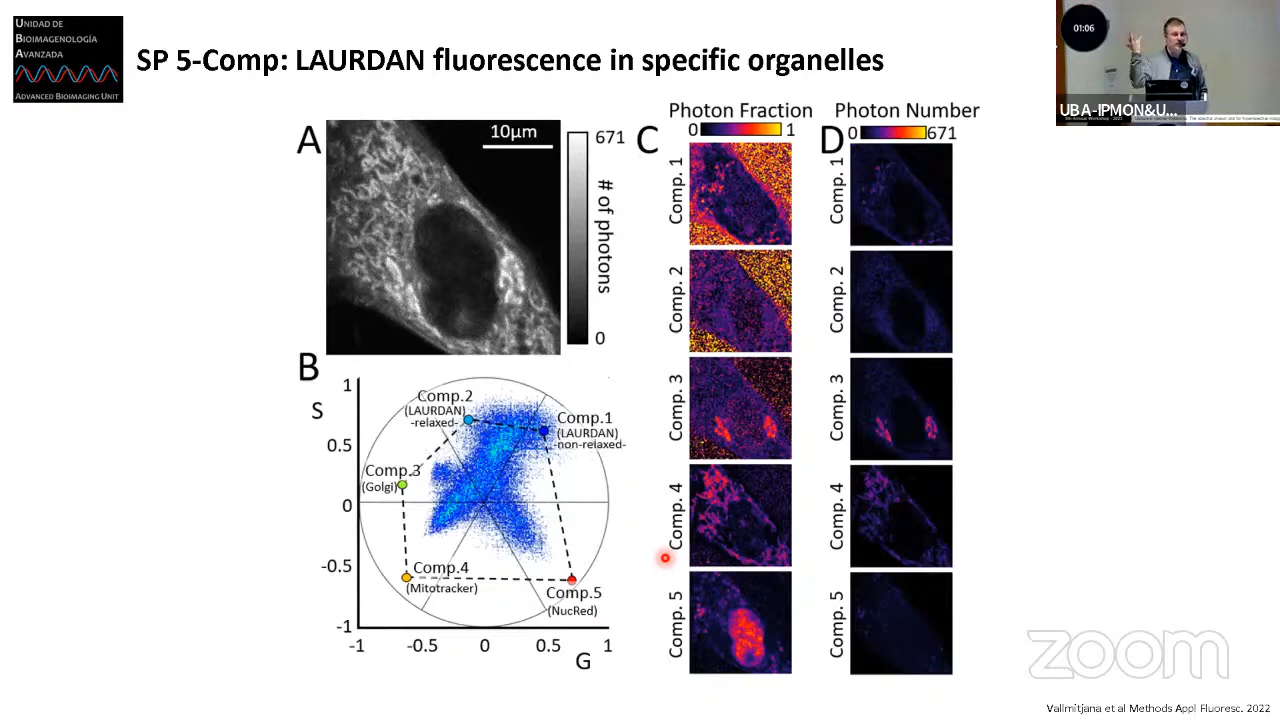 UNIDAD DE
BIOIMAGENOLOGÍA
AVANZADA
ADVANCED BIOIMAGING UNIT
SP 5-Comp: LAURDAN fluorescence in specific organelles
01:06
UBA-IPMON&U...
A
10µm
671
# of photons
0
B
S
1
0.5
0
-0.5
-1
-1
-0.5
0
0.5
1
G
Comp.2
(LAURDAN)
-relaxed-
Comp.1
(LAURDAN)
-non-relaxed-
Comp.3
(Golgi)
Comp.4
(Mitotracker)
Comp.5
(NucRed)
C
Photon Fraction
0
1
Comp. 1
Comp. 2
Comp. 3
Comp. 4
Comp. 5
D
Photon Number
0
671
Comp. 1
Comp. 2
Comp. 3
Comp. 4
Comp. 5
zoom
Vallmitjana et al Methods Appl Fluoresc. 2022